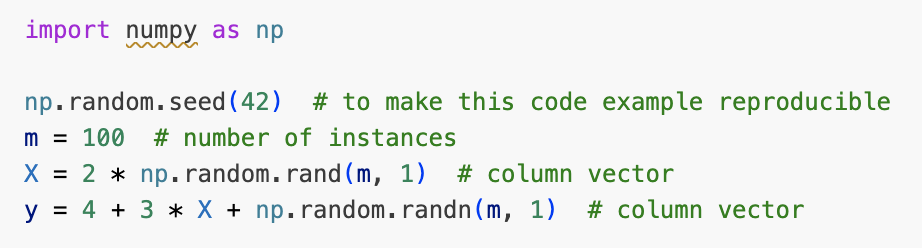 import numpy as np
np.random.seed(42)  # to make this code example reproducible
m = 100  # number of instances
X = 2 * np.random.rand(m, 1)  # column vector
y = 4 + 3 * X + np.random.randn(m, 1)  # column vector